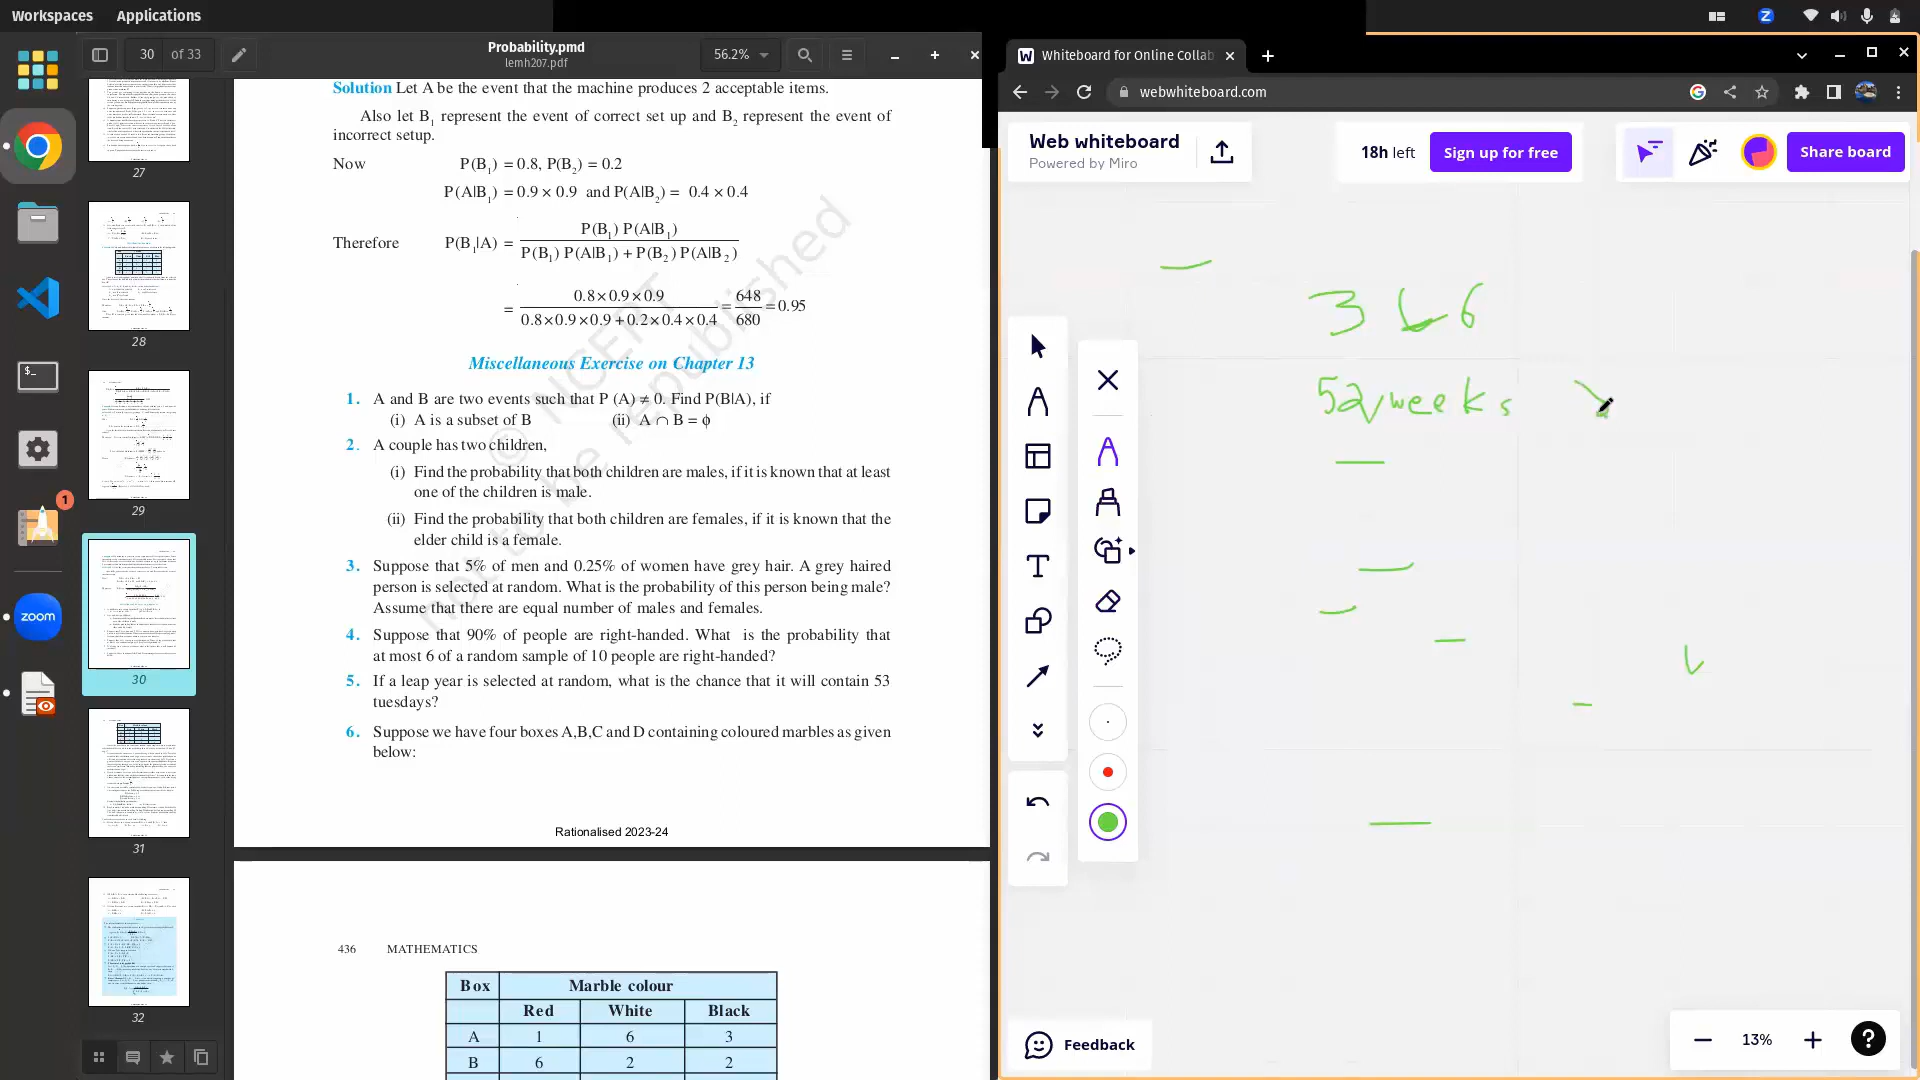 Workspaces Applications
30 of 33
Probability.pmd
lemh207.pdf
56.2%
27
28
29
30
31
32
1
zoom
Solution Let A be the event that the machine produces 2 acceptable items.
Also let B1 represent the event of correct set up and B2 represent the event of
incorrect setup.
Now P(B1) = 0.8, P(B2) = 0.2
P(A|B1) = 0.9 × 0.9 and P(A|B2) = 0.4 × 0.4
Therefore P(B1|A) = P(B1) P(A|B1) / P(B1) P(A|B1) + P(B2) P(A|B2)
= 0.8×0.9×0.9 / 0.8×0.9×0.9+0.2×0.4×0.4 = 648/680 = 0.95
Miscellaneous Exercise on Chapter 13
1. A and B are two events such that P (A) ≠ 0. Find P(B|A), if
(i) A is a subset of B (ii) A ∩ B = ϕ
2. A couple has two children,
(i) Find the probability that both children are males, if it is known that at least
one of the children is male.
(ii) Find the probability that both children are females, if it is known that the
elder child is a female.
3. Suppose that 5% of men and 0.25% of women have grey hair. A grey haired
person is selected at random. What is the probability of this person being male?
Assume that there are equal number of males and females.
4. Suppose that 90% of people are right-handed. What is the probability that
at most 6 of a random sample of 10 people are right-handed?
5. If a leap year is selected at random, what is the chance that it will contain 53
tuesdays?
6. Suppose we have four boxes A,B,C and D containing coloured marbles as given
below:
© NCERT
not to be republished
Rationalised 2023-24
436 MATHEMATICS
Box Marble colour
Red White Black
A 1 6 3
B 6 2 2
Whiteboard for Online Collab
webwhiteboard.com
Web whiteboard
Powered by Miro
18h left
Sign up for free
Share board
52 weeks
Feedback
13%
?